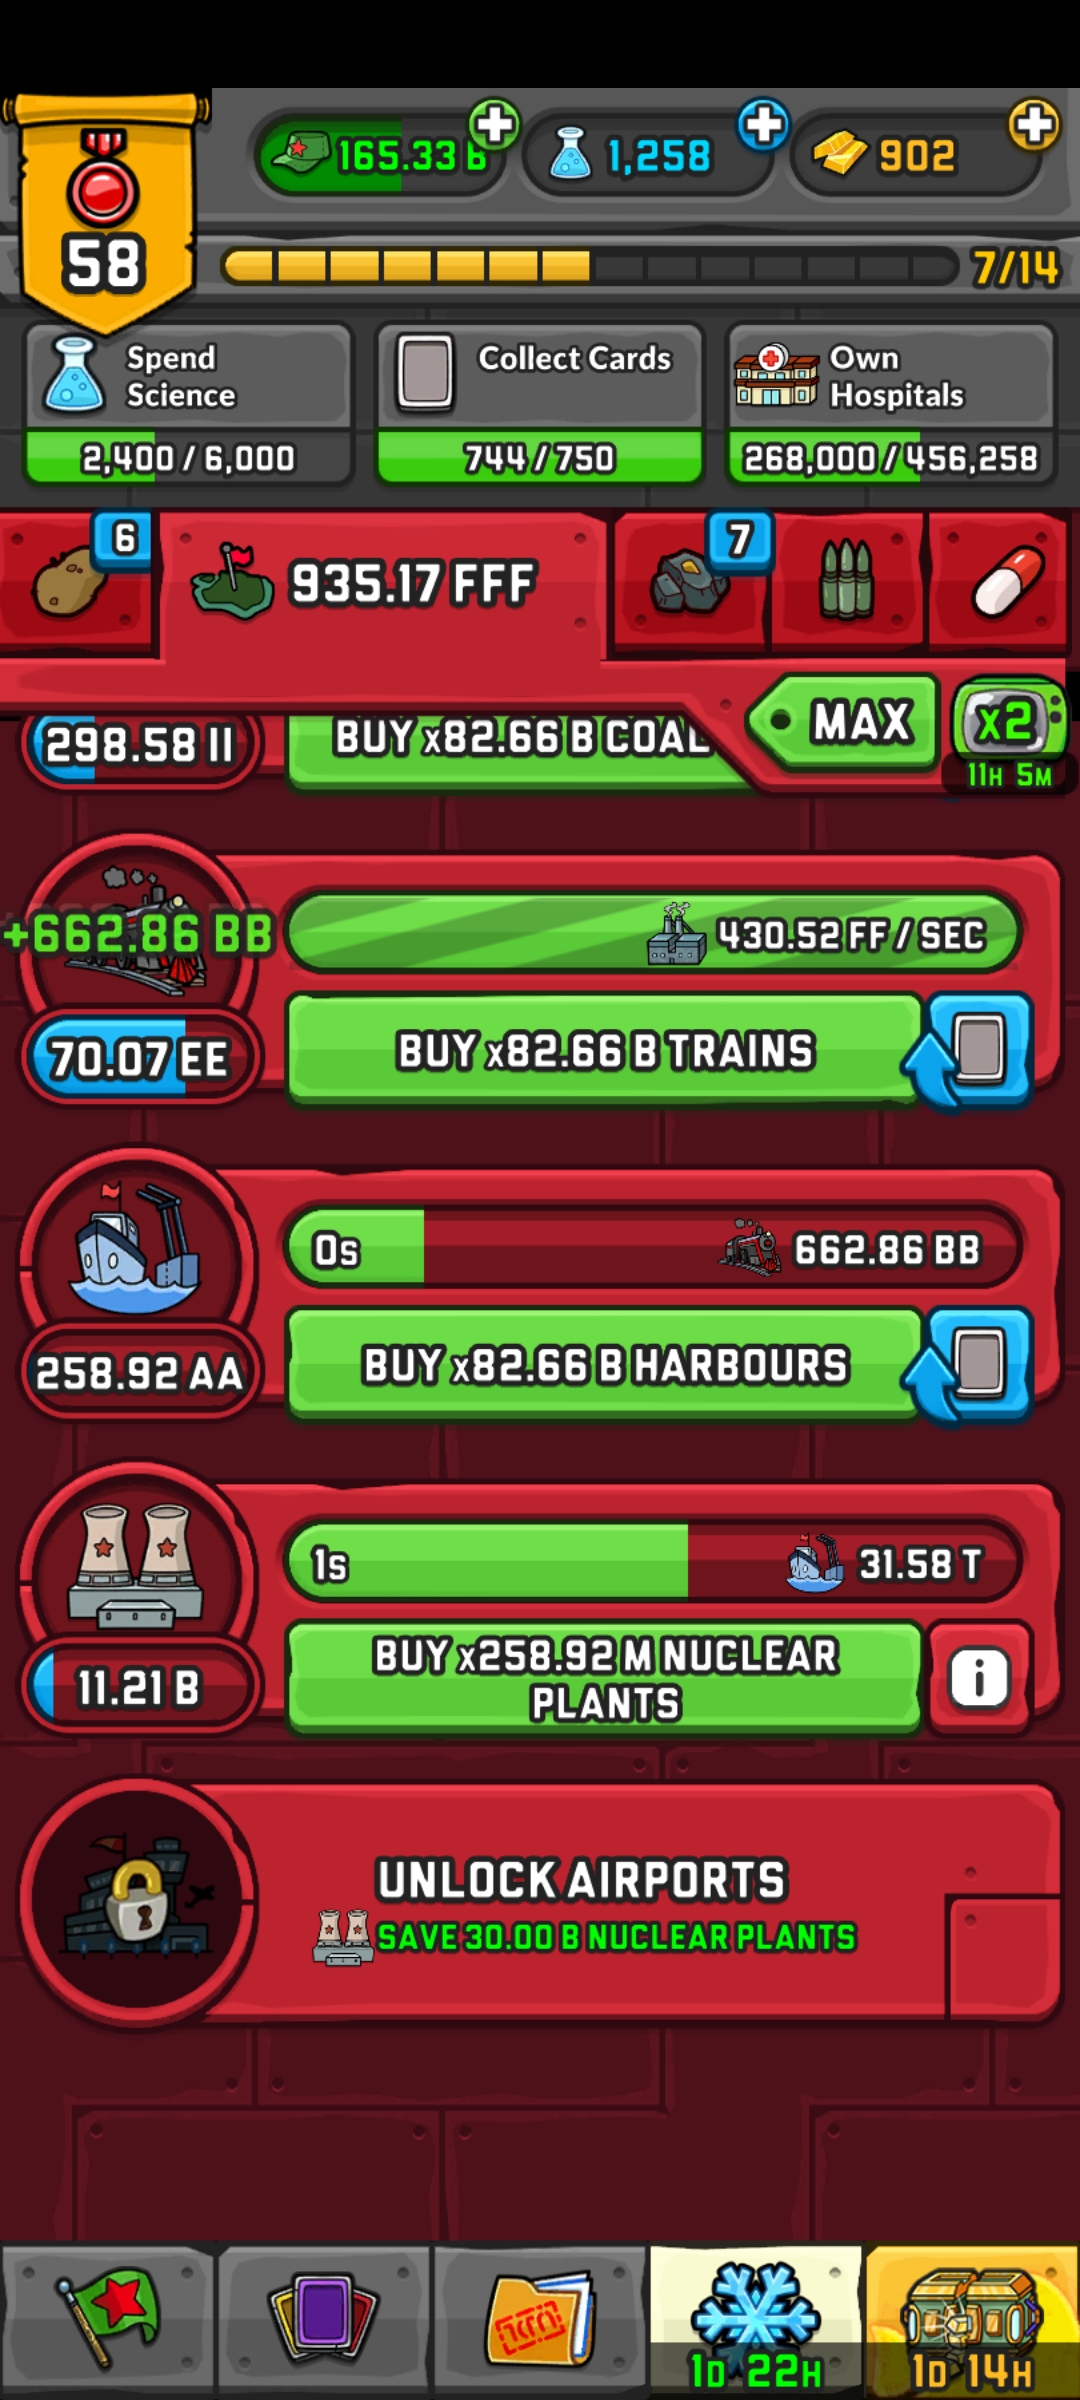 58
165.33 B
1,258
902
7/14
Spend
Science
2,400 / 6,000
Collect Cards
744 / 750
Own
Hospitals
268,000 / 456,258
6
935.17 FFF
7
MAX
x2
11H 5M
298.58 II
BUY x82.66 B COAL
+662.86 BB
430.52 FF / SEC
70.07 EE
BUY x82.66 B TRAINS
0s
662.86 BB
258.92 AA
BUY x82.66 B HARBOURS
1s
31.58 T
11.21 B
BUY x258.92 M NUCLEAR
PLANTS
i
UNLOCK AIRPORTS
SAVE 30.00 B NUCLEAR PLANTS
1D 22H
1D 14H